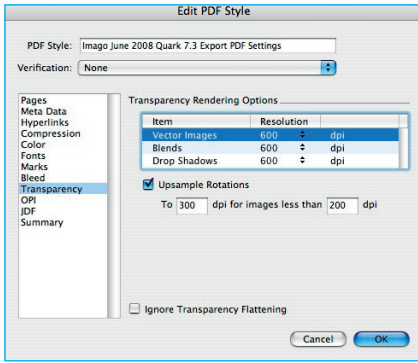 Edit PDF Style
PDF Style: Imago June 2008 Quark 7.3 Export PDF Settings
Verification: None
Pages
Meta Data
Hyperlinks
Compression
Color
Fonts
Marks
Bleed
Transparency
OPI
JDF
Summary
Transparency Rendering Options
Item Resolution
Vector Images 600 dpi
Blends 600 dpi
Drop Shadows 600 dpi
Upsample Rotations
To 300 dpi for images less than 200 dpi
Ignore Transparency Flattening
Cancel OK